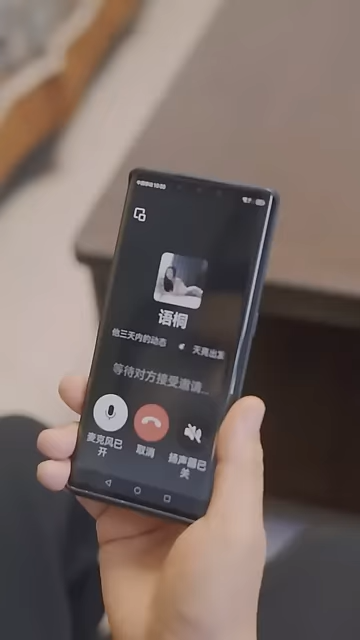 语桐
他三天内的动态
天亮出发
等待对方接受邀请...
麦克风已开
取消
扬声器已关